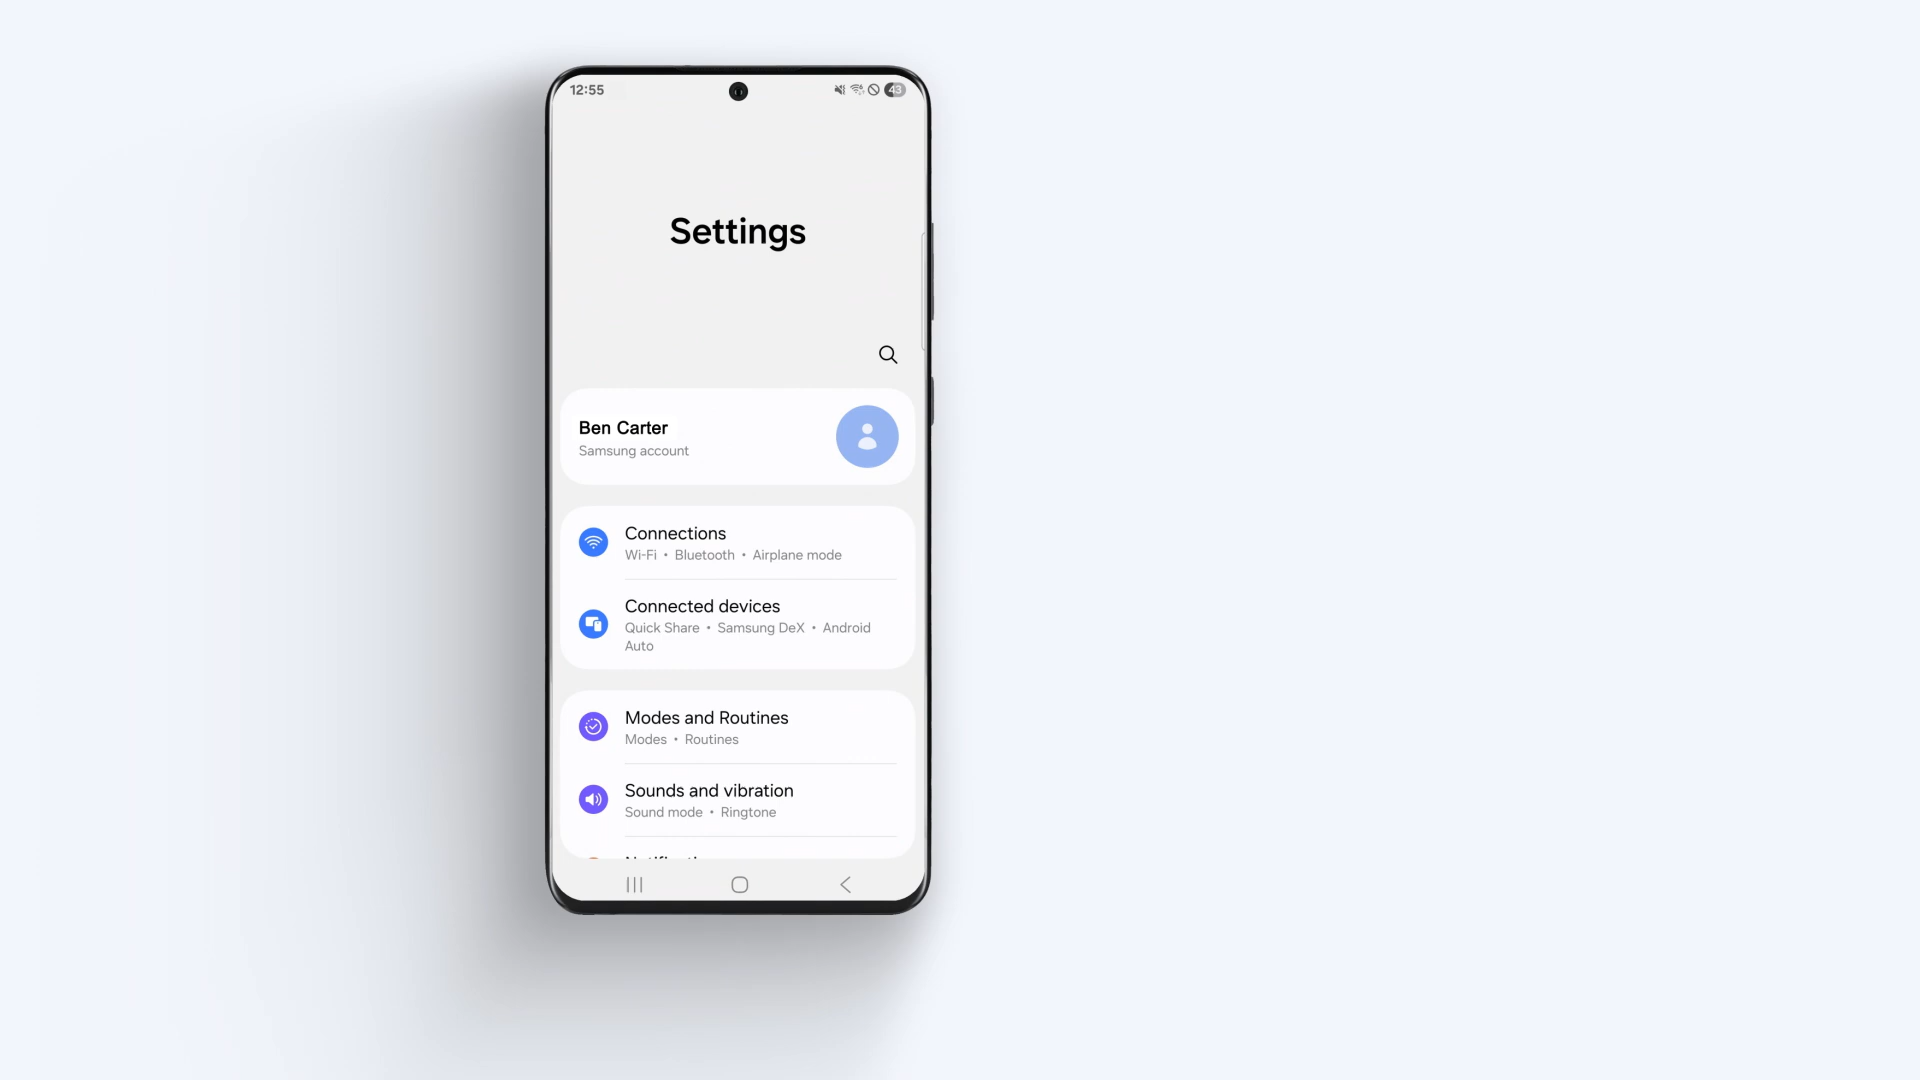 12:55
43
Settings
Ben Carter
Samsung account
Connections
Wi-Fi • Bluetooth • Airplane mode
Connected devices
Quick Share • Samsung DeX • Android
Auto
Modes and Routines
Modes • Routines
Sounds and vibration
Sound mode • Ringtone